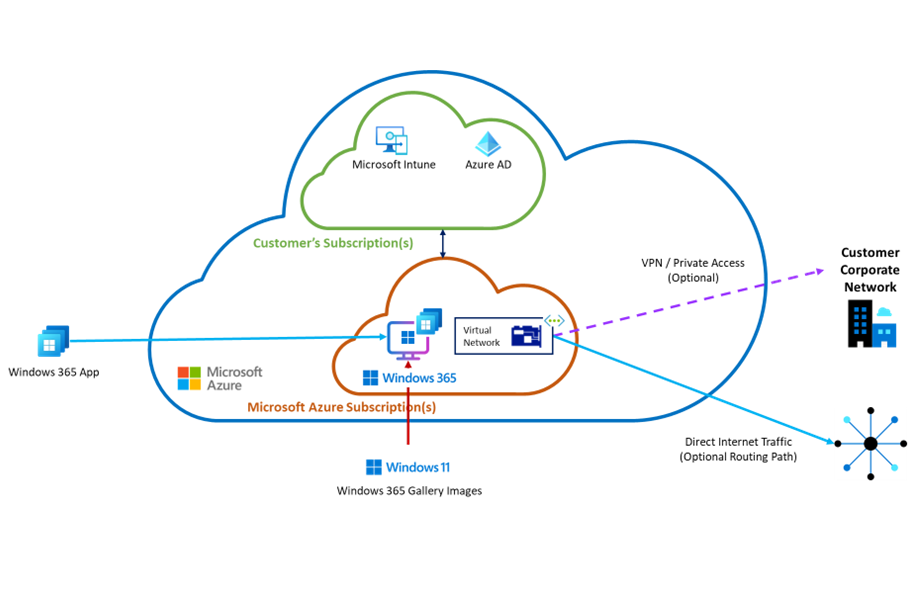 Microsoft Intune
Azure AD
Customer's Subscription(s)
VPN / Private Access
(Optional)
Customer
Corporate
Network
Virtual
Network
Windows 365 App
Microsoft
Azure
Windows 365
Microsoft Azure Subscription(s)
Direct Internet Traffic
(Optional Routing Path)
Windows 11
Windows 365 Gallery Images